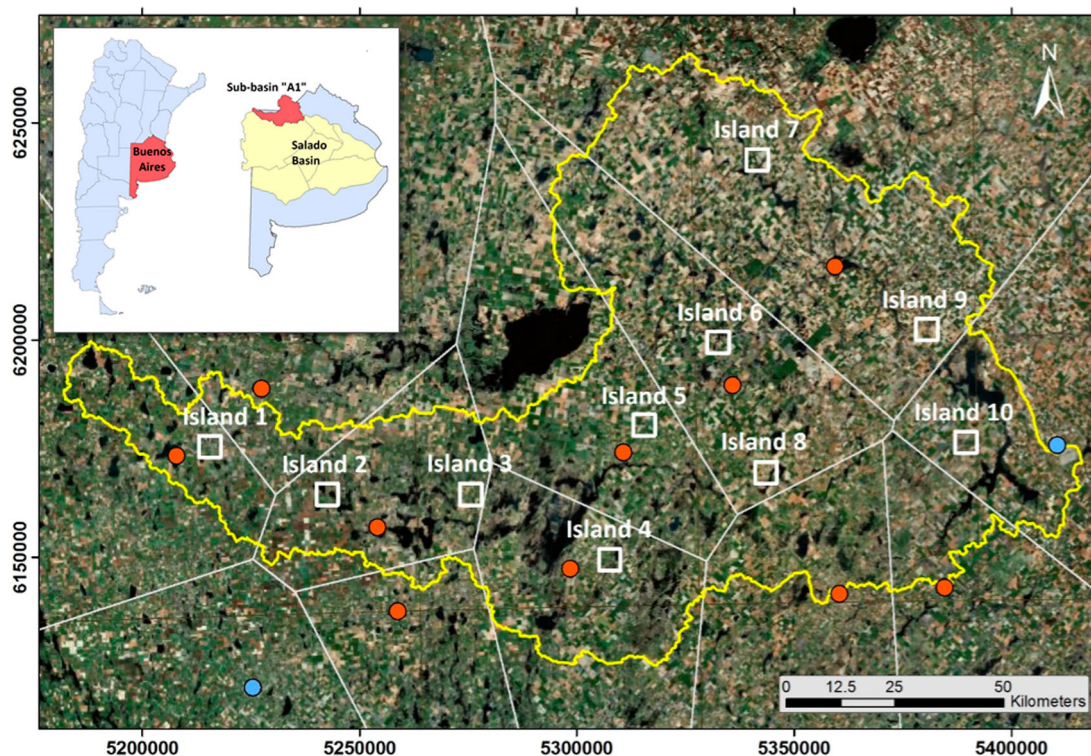 Sub-basin "A1"
Buenos
Aires
Salado
Basin
N
Island 7
Island 9
Island 6
Island 5
Island 10
Island 1
Island 8
Island 2
Island 3
Island 4
6250000
6200000
6150000
0 12.5 25 50
Kilometers
5200000 5250000 5300000 5350000 5400000